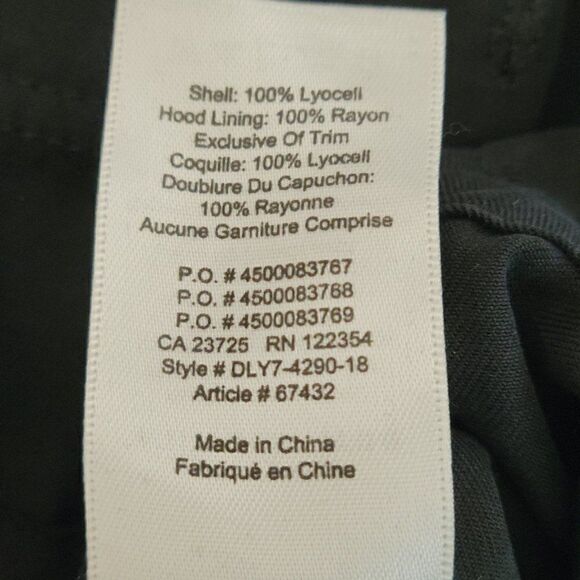 Shell: 100% Lyocell
Hood Lining: 100% Rayon
Exclusive Of Trim
Coquille: 100% Lyocell
Doublure Du Capuchon:
100% Rayonne
Aucune Garniture Comprise
P.O. # 4500083767
P.O. # 4500083768
P.O. # 4500083769
CA 23725 RN 122354
Style # DLY7-4290-18
Article # 67432
Made in China
Fabriqué en Chine